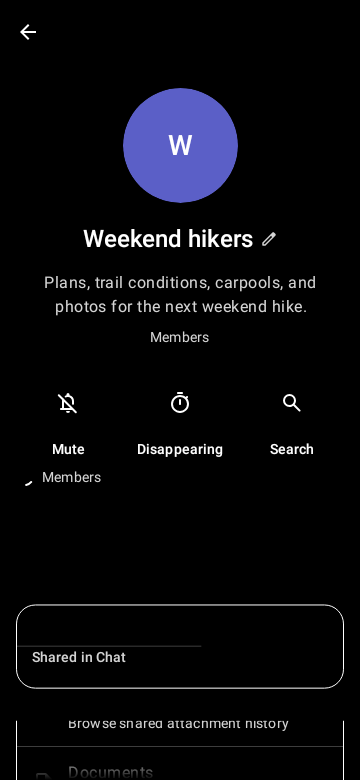 W
Weekend hikers
Plans, trail conditions, carpools, and
photos for the next weekend hike.
Members
Mute Disappearing Search
Members
Shared in Chat
Browse shared attachment history
Documents